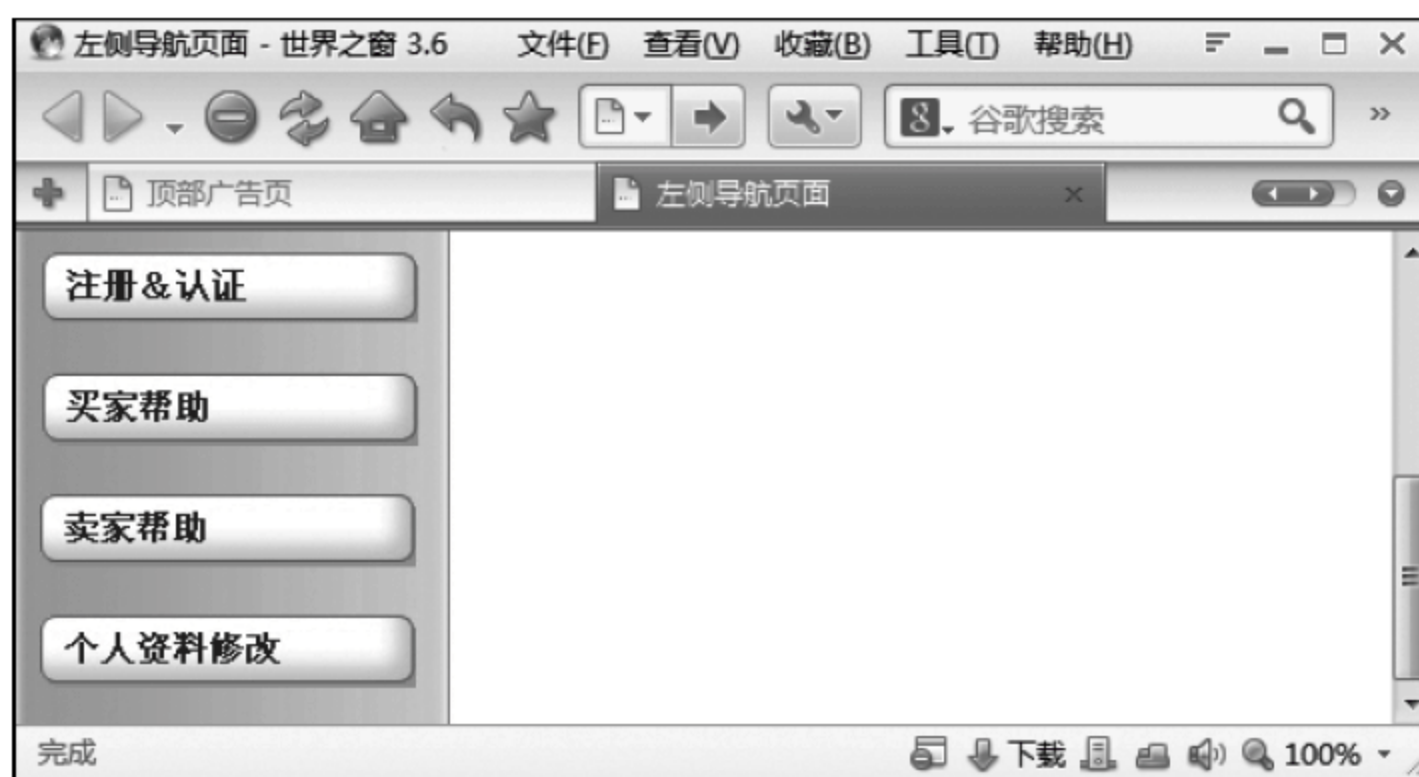 左侧导航页面 - 世界之窗 3.6 文件(F) 查看(V) 收藏(B) 工具(T) 帮助(H)
谷歌搜索
顶部广告页 左侧导航页面
注册&认证
买家帮助
卖家帮助
个人资料修改
完成 下载 100%